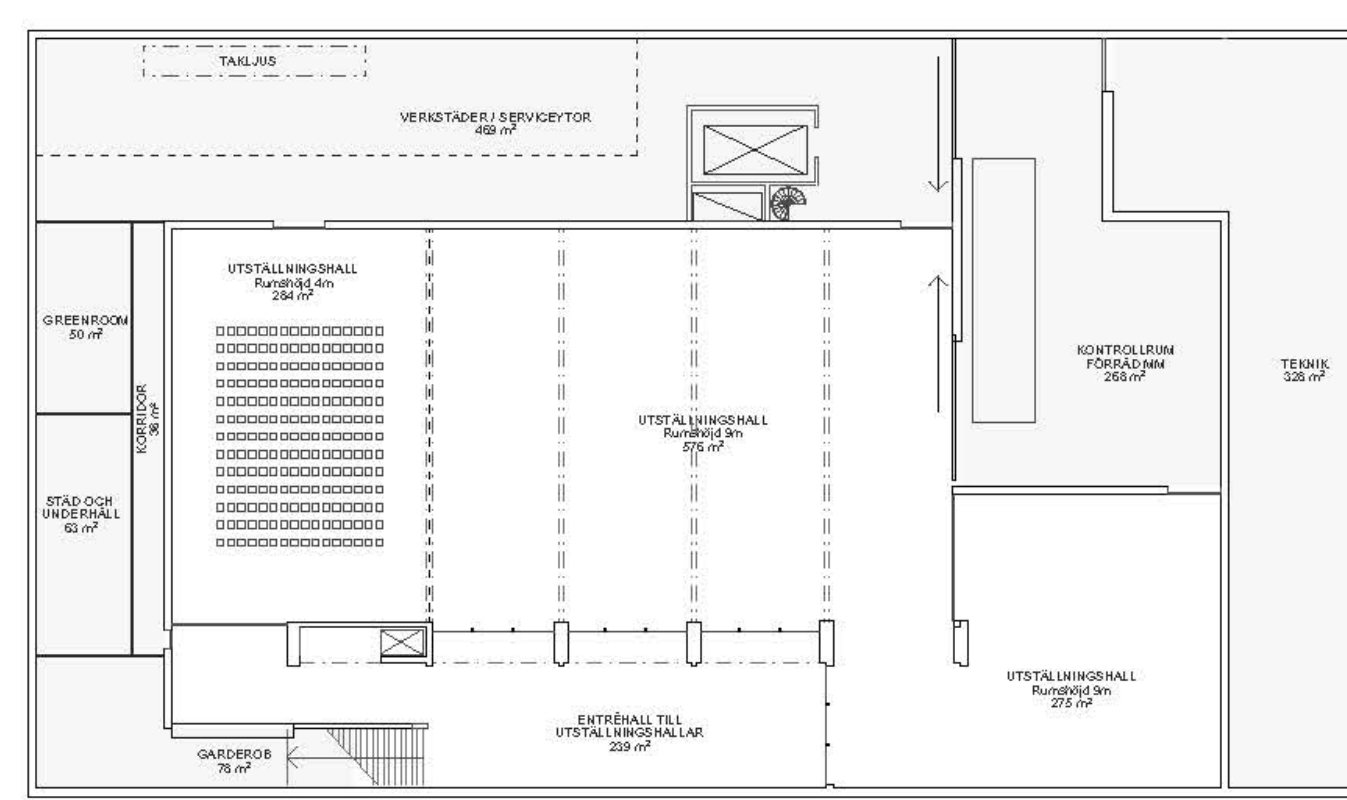 TAKLJUS
VERKSTÄDER / SERVICEYTOR
469 m²
UTSTÄLLNINGSHALL
Rumshöjd 4m
284 m²
GREENROOM
50 m²
KORRIDOR
36 m²
STÄD OCH
UNDERHÅLL
63 m²
UTSTÄLLNINGSHALL
Rumshöjd 9m
576 m²
KONTROLLRUM
FÖRRÅD MM
268 m²
TEKNIK
328 m²
UTSTÄLLNINGSHALL
Rumshöjd 9m
275 m²
ENTRÉHALL TILL
UTSTÄLLNINGSHALLAR
239 m²
GARDEROB
78 m²